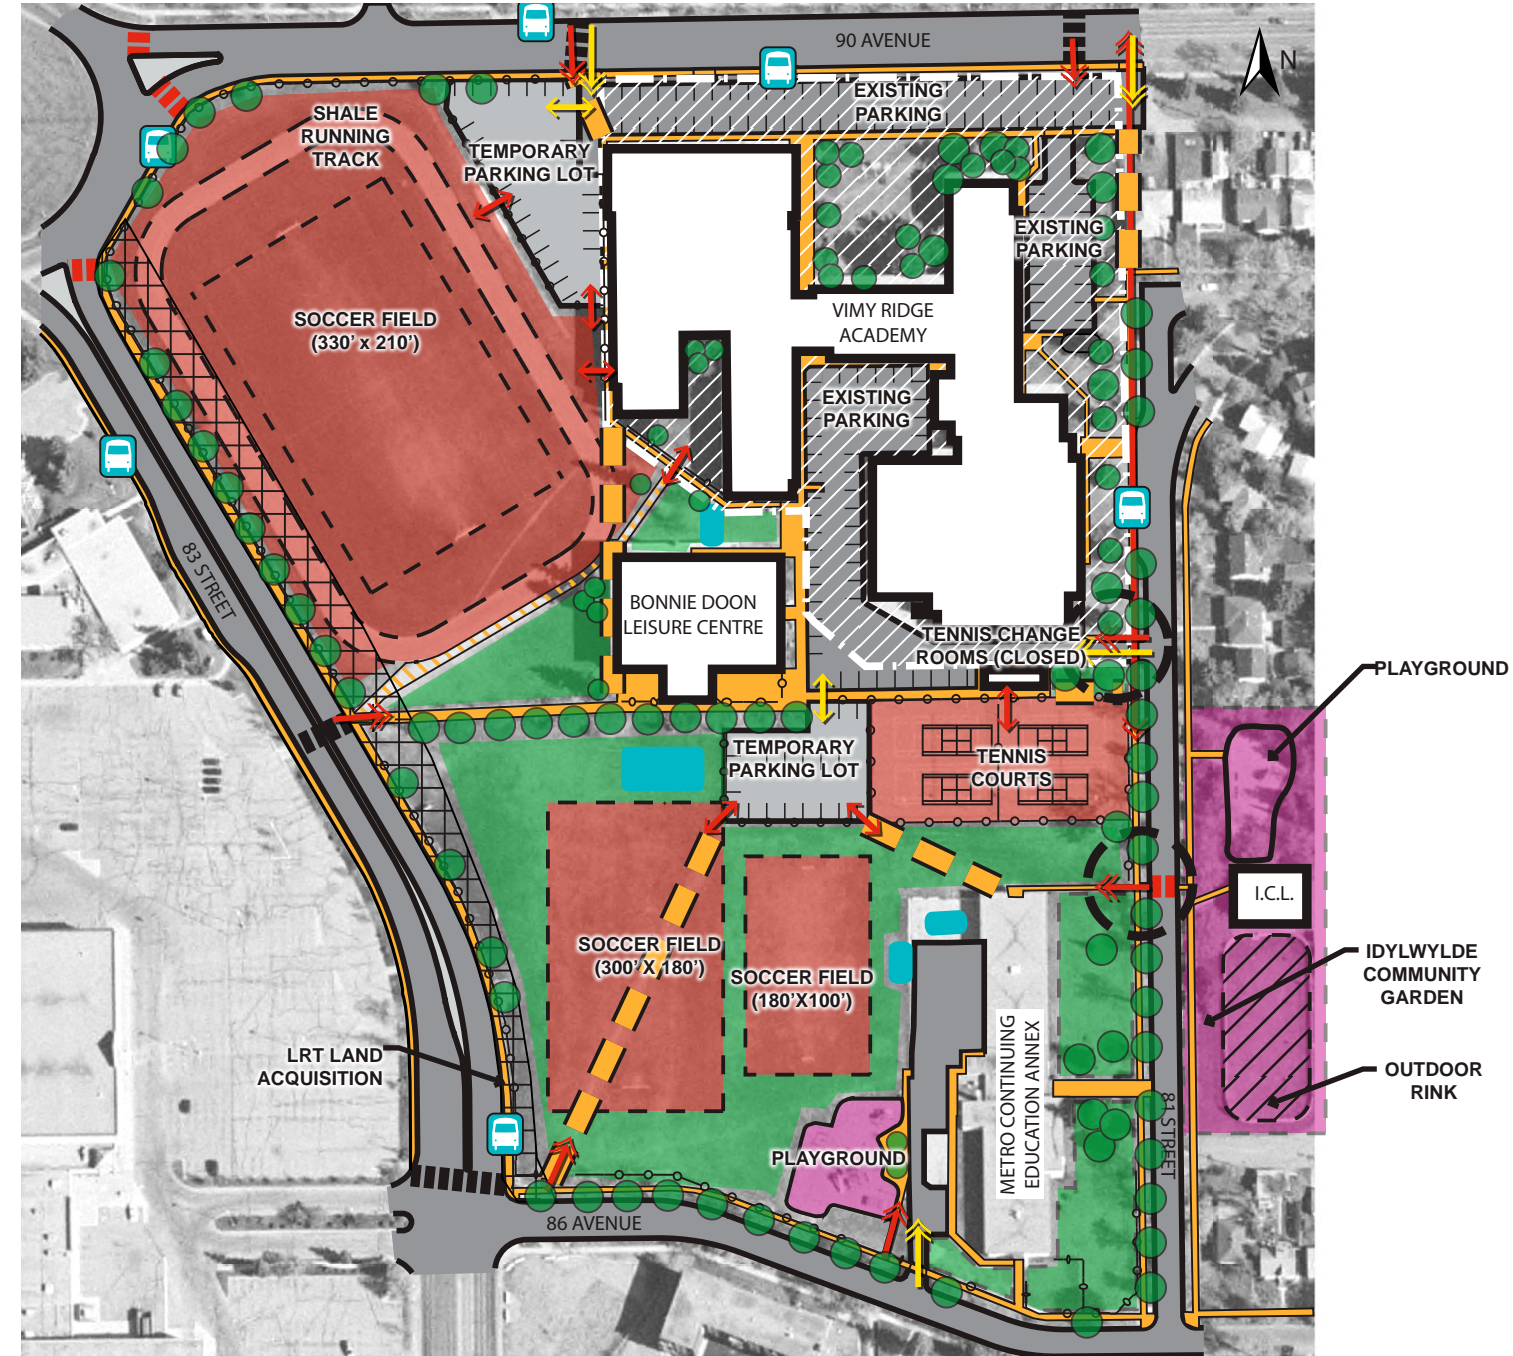 90 AVENUE
N
EXISTING
PARKING
SHALE
RUNNING
TRACK
TEMPORARY
PARKING LOT
EXISTING
PARKING
SOCCER FIELD
(330' x 210')
VIMY RIDGE
ACADEMY
EXISTING
PARKING
83 STREET
BONNIE DOON
LEISURE CENTRE
TENNIS CHANGE
ROOMS (CLOSED)
PLAYGROUND
TEMPORARY
PARKING LOT
TENNIS
COURTS
I.C.L.
SOCCER FIELD
(300' X 180')
SOCCER FIELD
(180'X100')
IDYLWYLDE
COMMUNITY
GARDEN
METRO CONTINUING
EDUCATION ANNEX
LRT LAND
ACQUISITION
OUTDOOR
RINK
81 STREET
PLAYGROUND
86 AVENUE